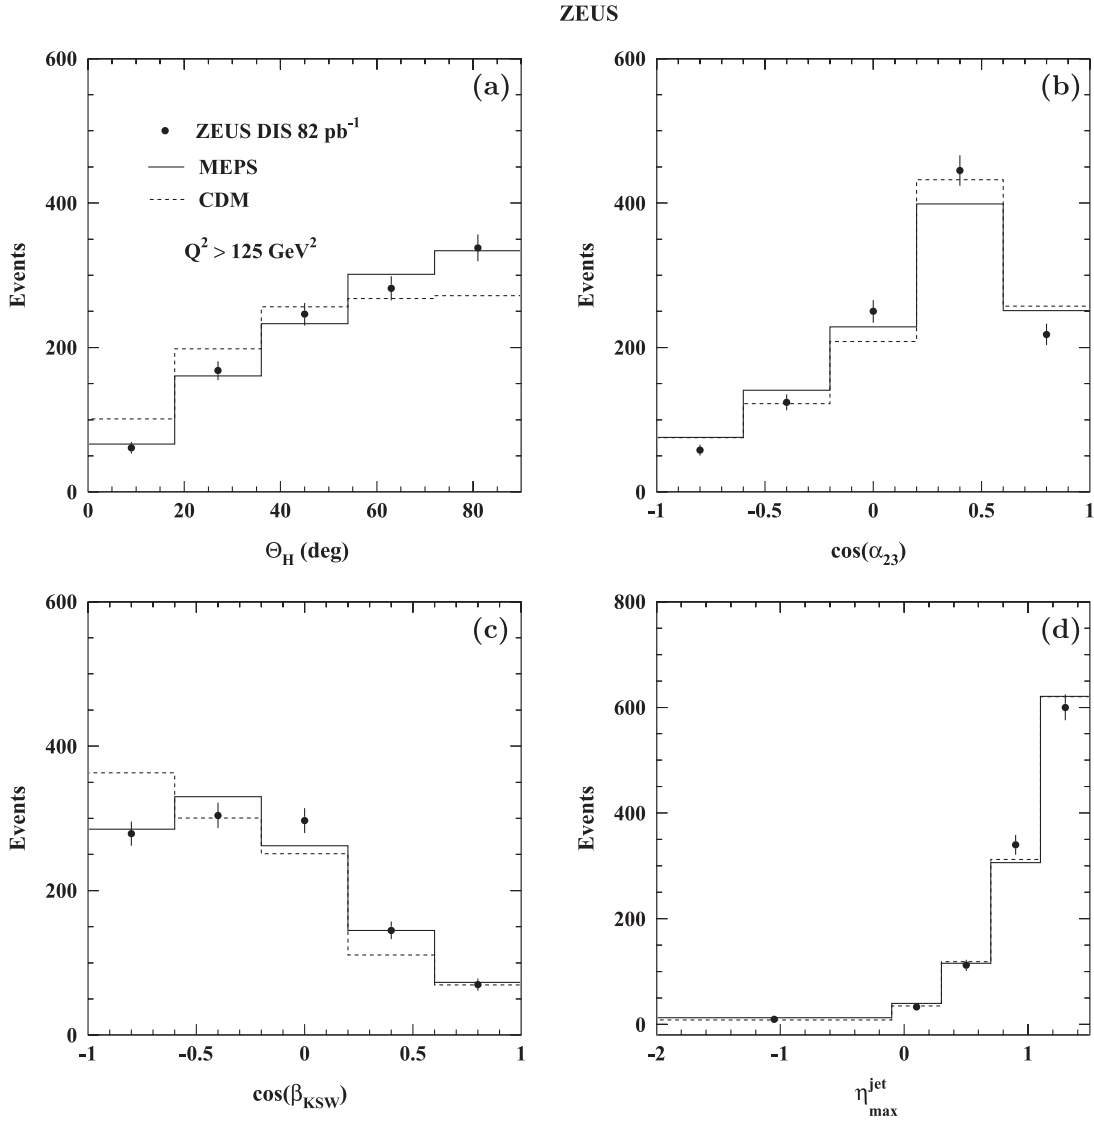 ZEUS
Events
600
400
200
0
(a)
ZEUS DIS 82 pb⁻¹
MEPS
CDM
Q² > 125 GeV²
0 20 40 60 80
Θ_H (deg)
Events
600
400
200
0
(b)
-1 -0.5 0 0.5 1
cos(α₂₃)
Events
600
400
200
0
(c)
-1 -0.5 0 0.5 1
cos(β_KSW)
Events
800
600
400
200
0
(d)
-2 -1 0 1
η^jet_max